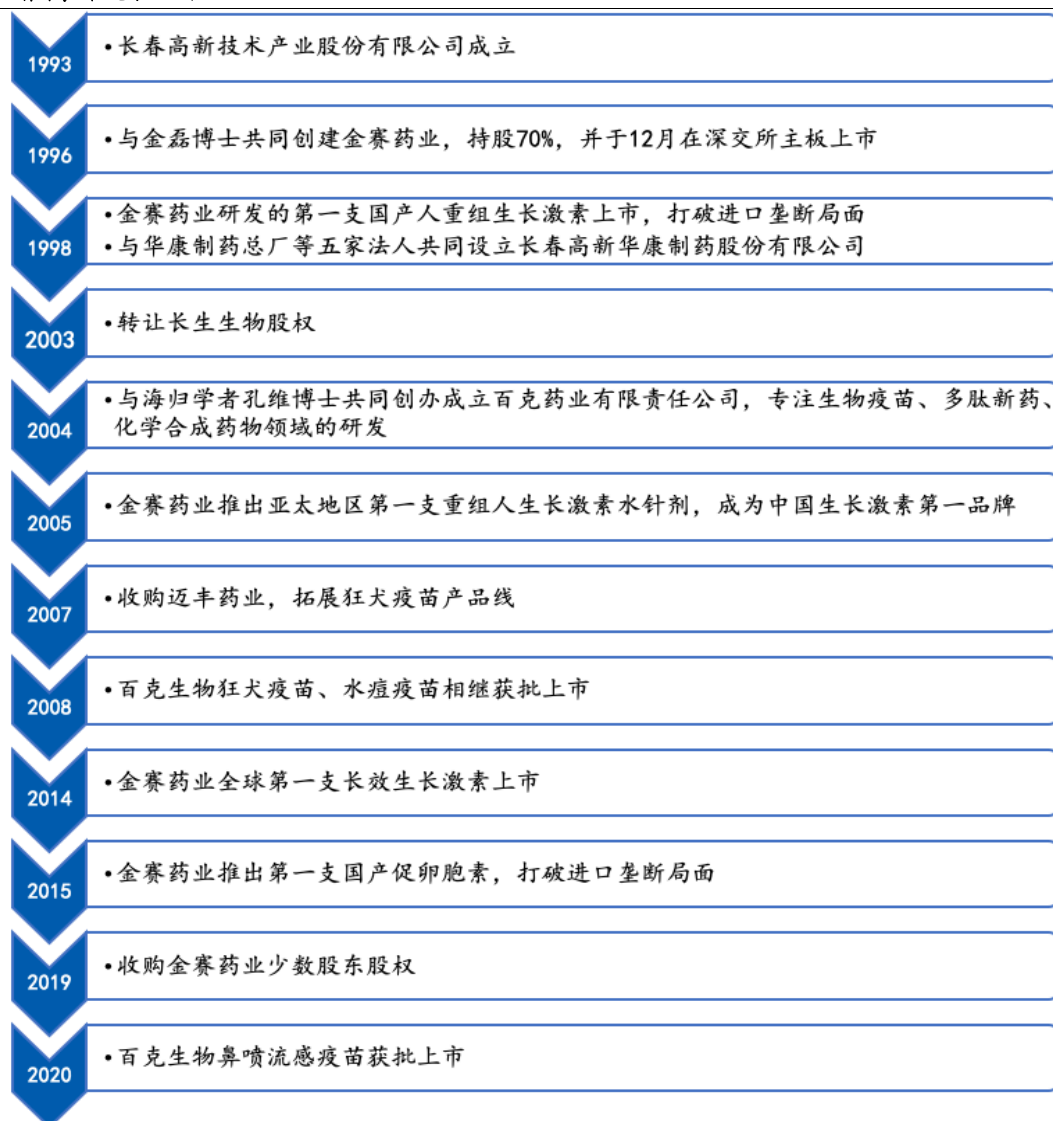 1993
•长春高新技术产业股份有限公司成立
1996
•与金磊博士共同创建金赛药业，持股70%，并于12月在深交所主板上市
1998
•金赛药业研发的第一支国产人重组生长激素上市，打破进口垄断局面
•与华康制药总厂等五家法人共同设立长春高新华康制药股份有限公司
2003
•转让长生生物股权
2004
•与海归学者孔维博士共同创办成立百克药业有限责任公司，专注生物疫苗、多肽新药、
化学合成药物领域的研发
2005
•金赛药业推出亚太地区第一支重组人生长激素水针剂，成为中国生长激素第一品牌
2007
•收购迈丰药业，拓展狂犬疫苗产品线
2008
•百克生物狂犬疫苗、水痘疫苗相继获批上市
2014
•金赛药业全球第一支长效生长激素上市
2015
•金赛药业推出第一支国产促卵胞素，打破进口垄断局面
2019
•收购金赛药业少数股东股权
2020
•百克生物鼻喷流感疫苗获批上市